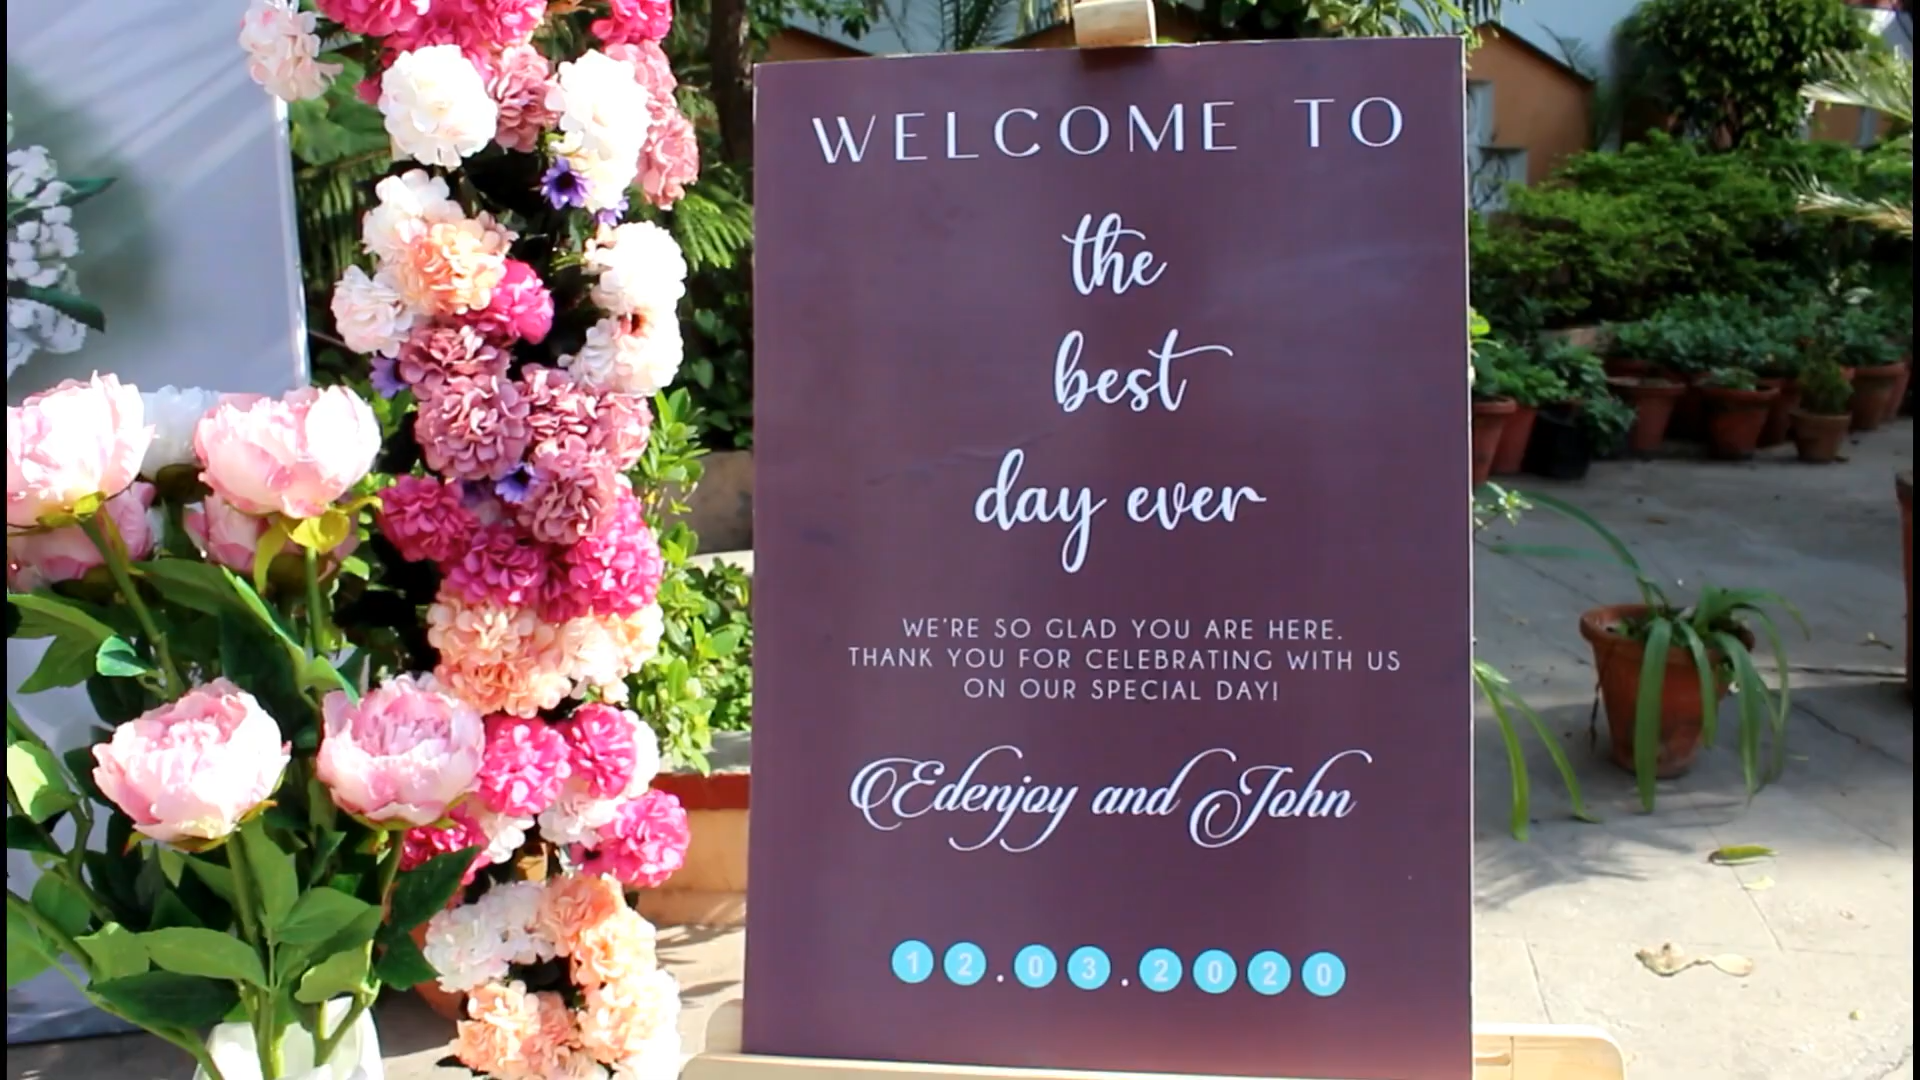 WELCOME TO
the
best
day ever
WE'RE SO GLAD YOU ARE HERE.
THANK YOU FOR CELEBRATING WITH US
ON OUR SPECIAL DAY!
Edenjoy and John
12.03.2020